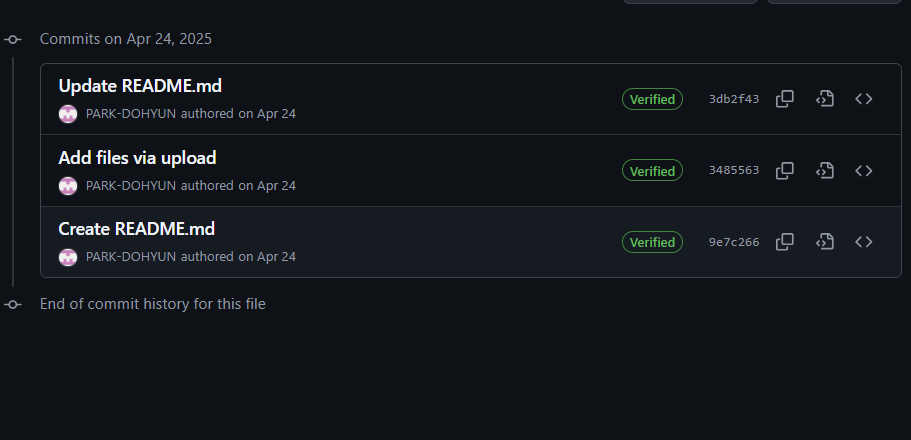 Commits on Apr 24, 2025
Update README.md
PARK-DOHYUN authored on Apr 24
Verified
3db2f43
Add files via upload
PARK-DOHYUN authored on Apr 24
Verified
3485563
Create README.md
PARK-DOHYUN authored on Apr 24
Verified
9e7c266
End of commit history for this file